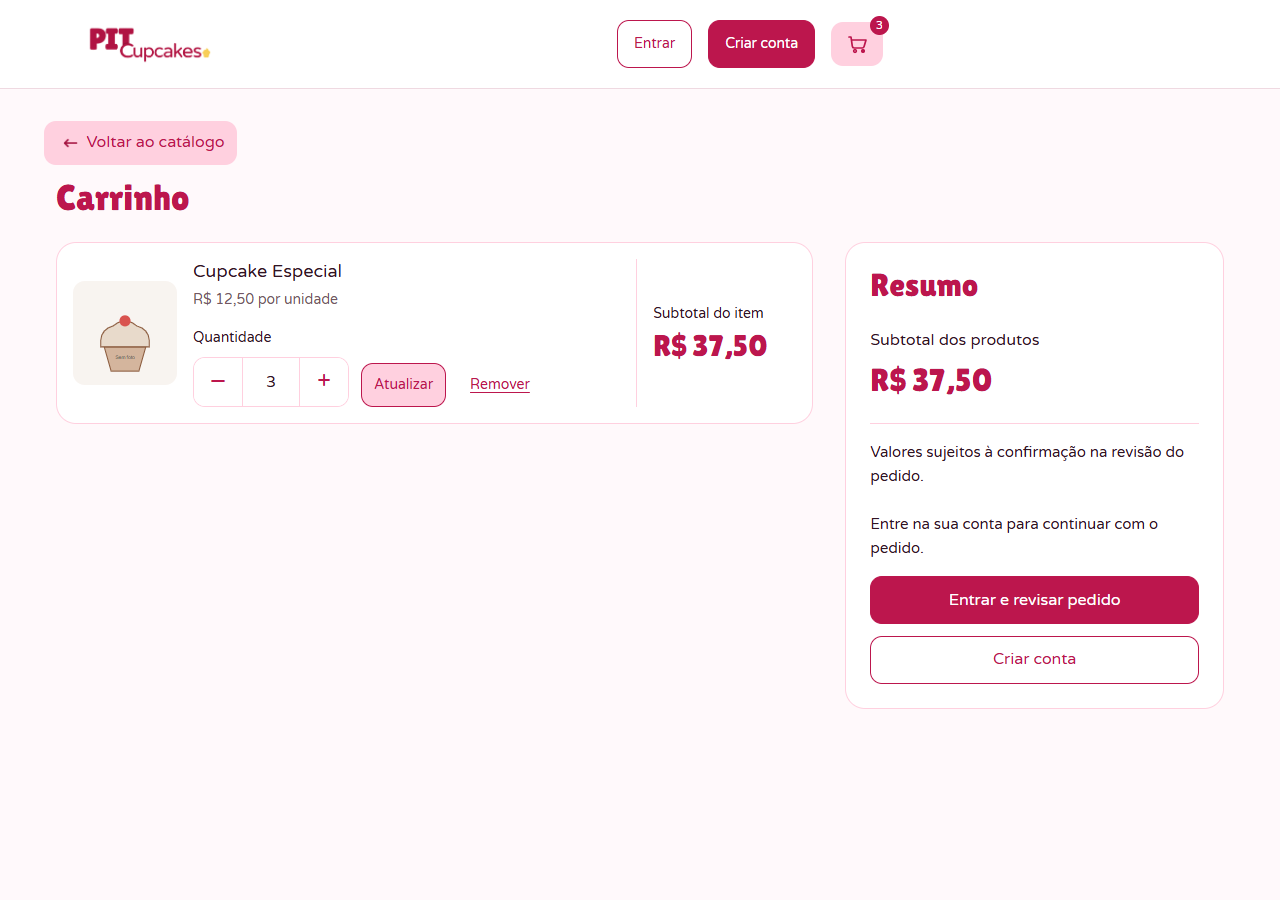 PIT
Cupcakes
Entrar
Criar conta
3
Voltar ao catálogo
Carrinho
Cupcake Especial
R$ 12,50 por unidade
Quantidade
3
Atualizar
Remover
Sem foto
Subtotal do item
R$ 37,50
Resumo
Subtotal dos produtos
R$ 37,50
Valores sujeitos à confirmação na revisão do
pedido.
Entre na sua conta para continuar com o
pedido.
Entrar e revisar pedido
Criar conta